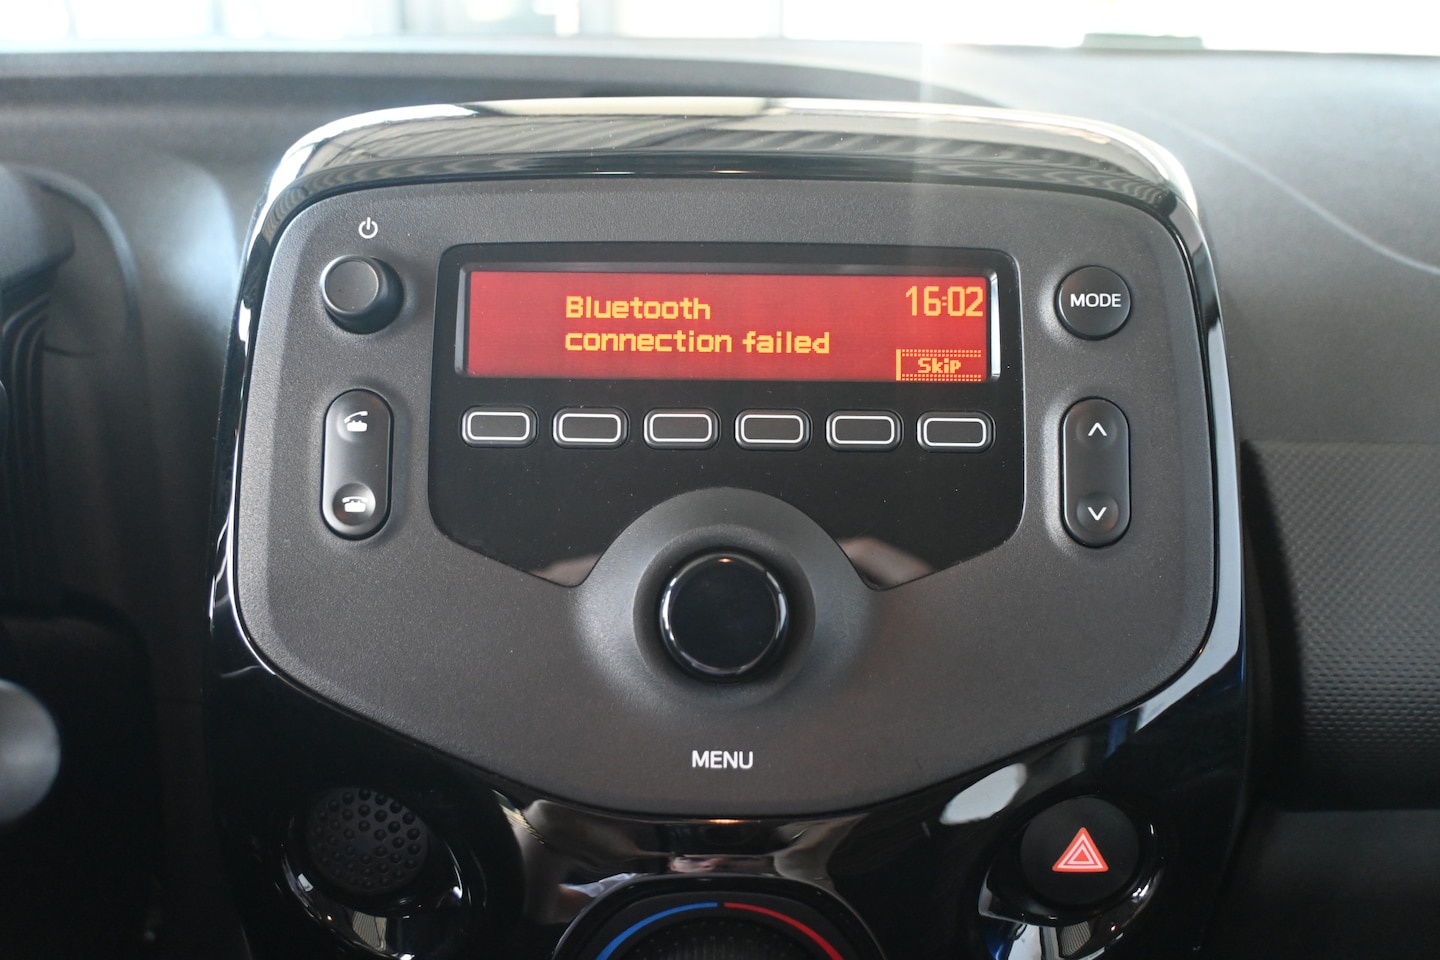 16:02
Bluetooth
connection failed
Skip
MODE
MENU